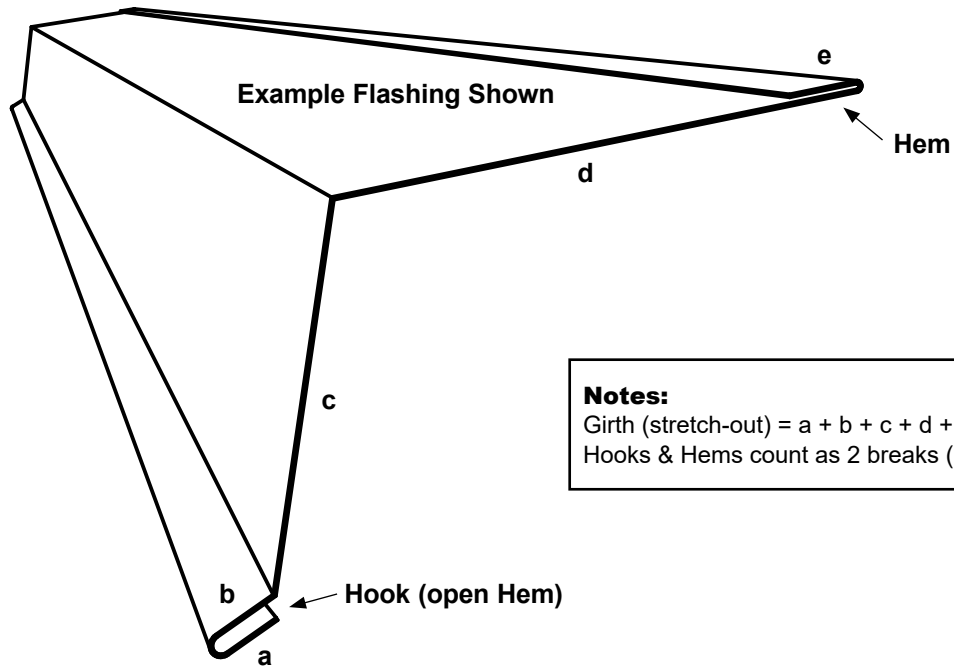 e
Example Flashing Shown
Hem
d
c
Notes:
Girth (stretch-out) = a + b + c + d +
Hooks & Hems count as 2 breaks (
b
Hook (open Hem)
a